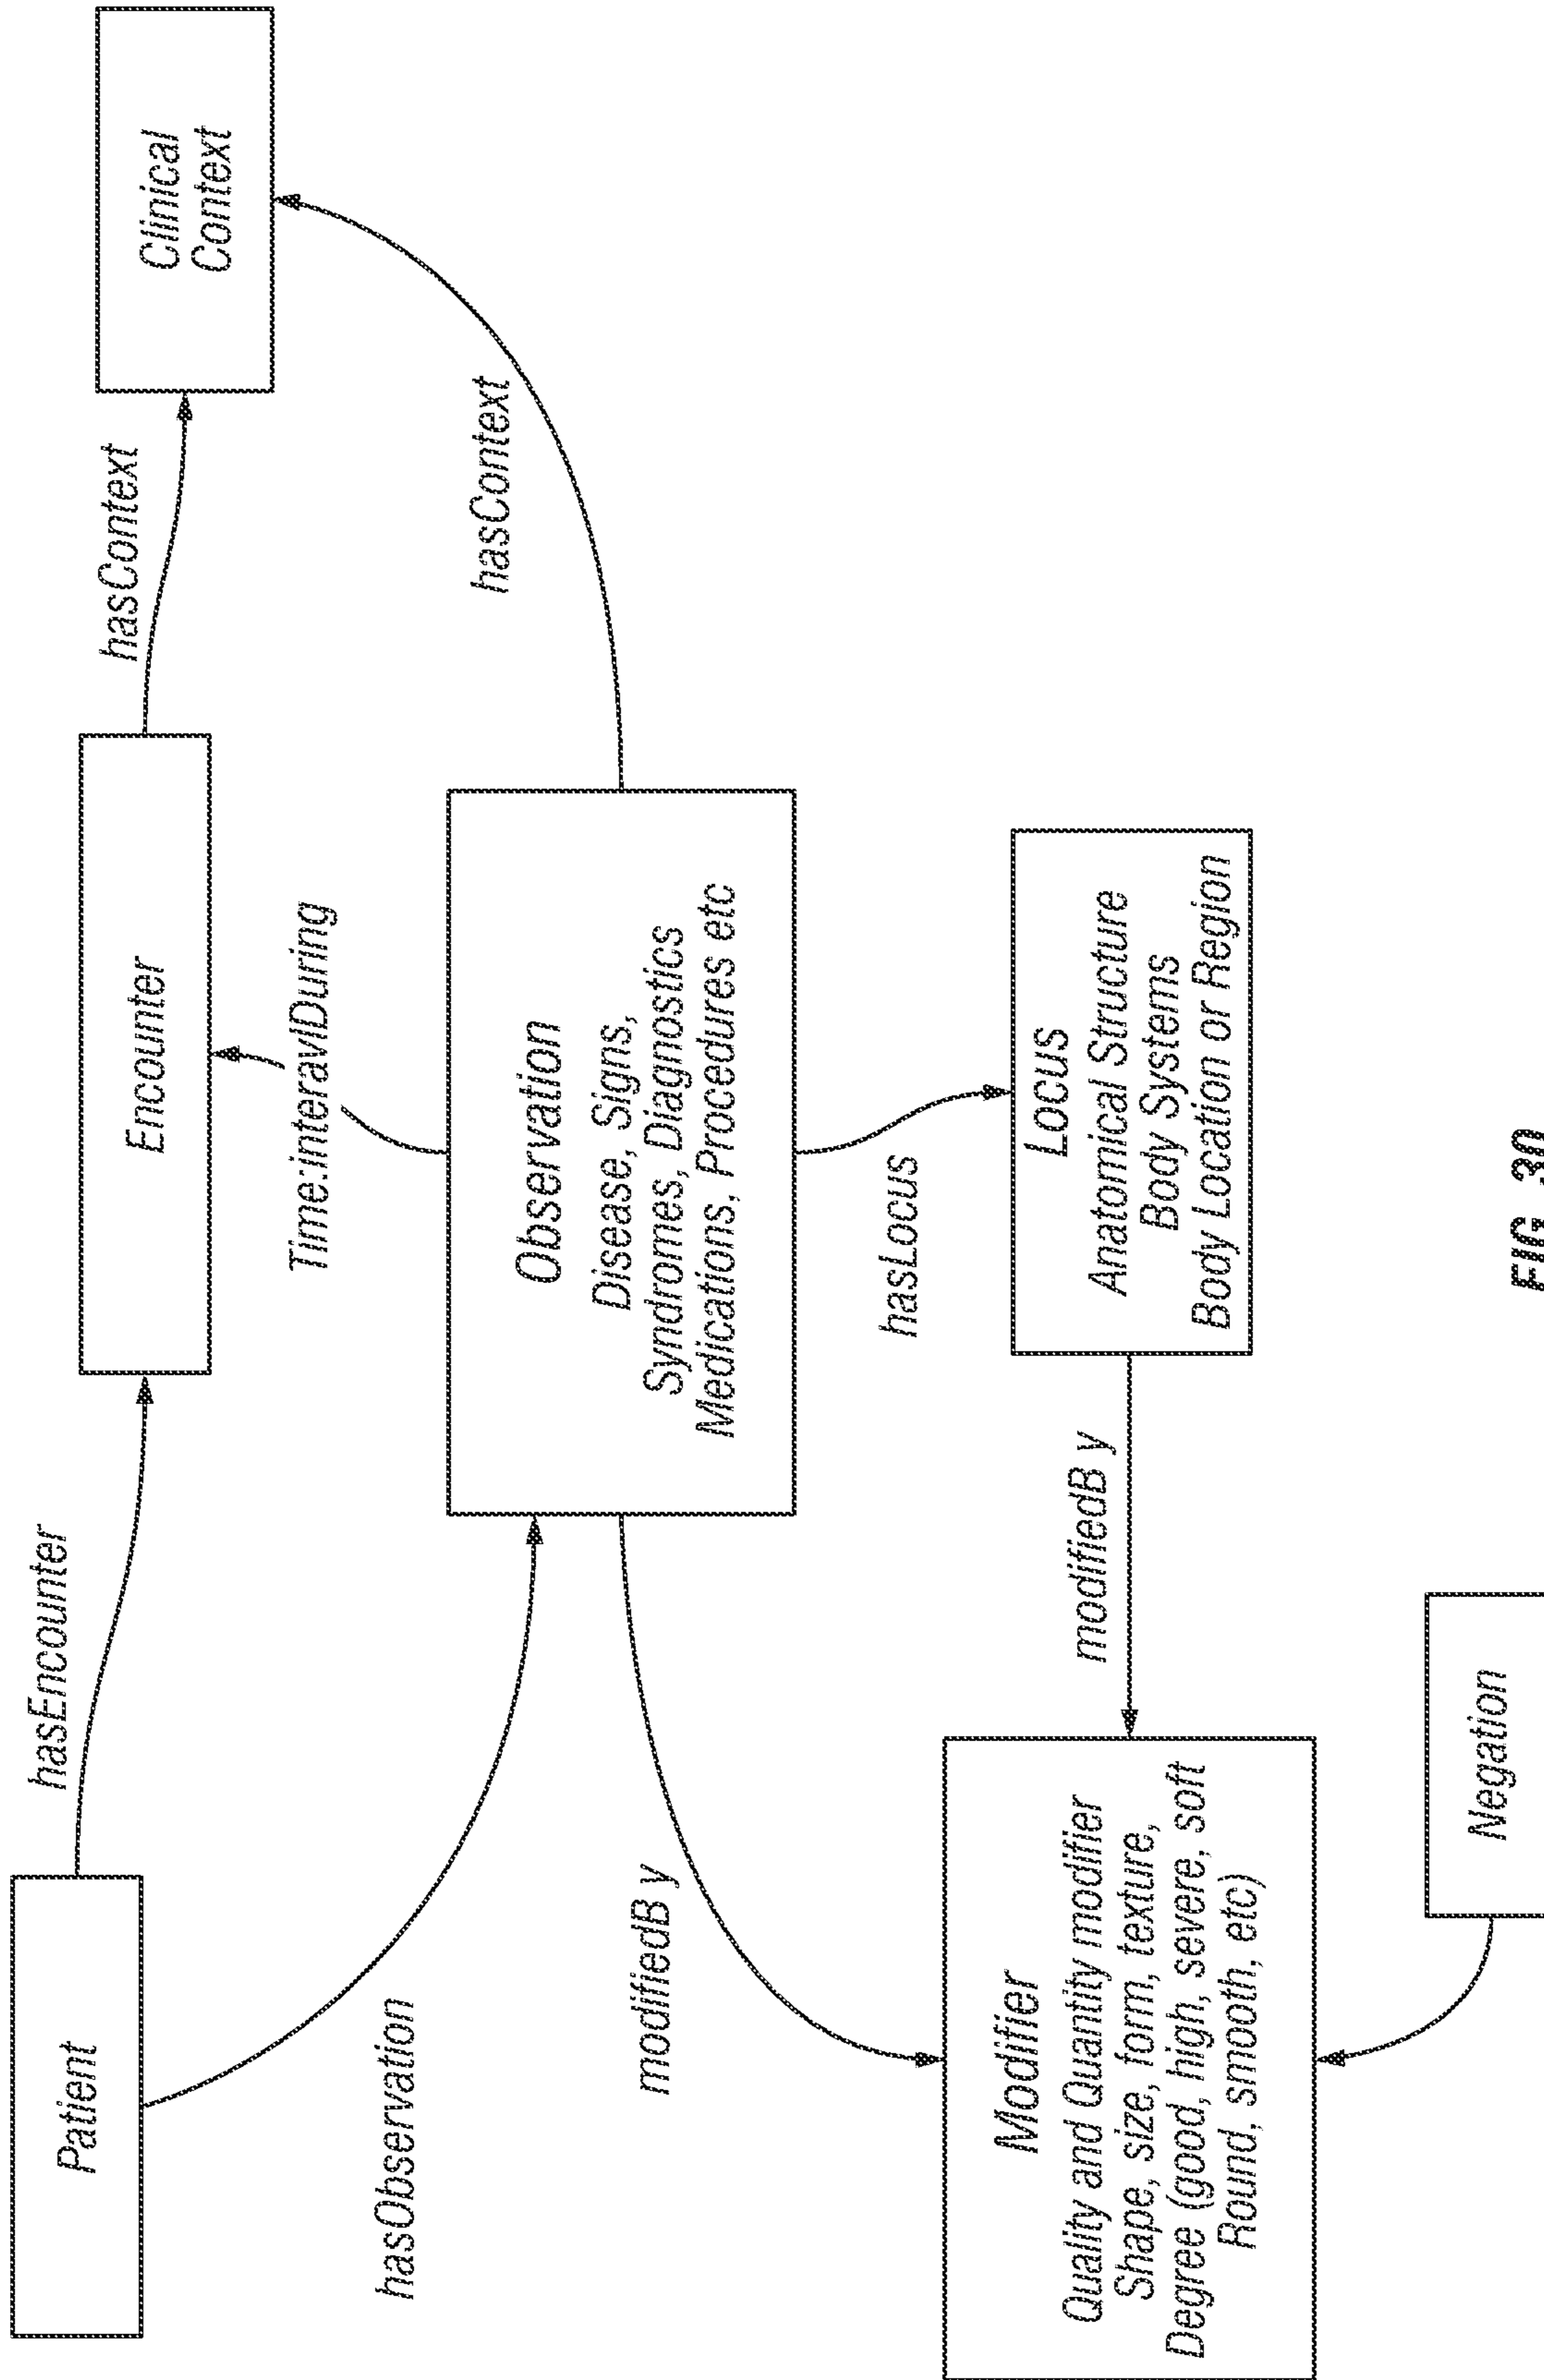 Patient
hasEncounter
Encounter
hasContext
Clinical
Context
Time:interavlDuring
hasObservation
Observation
Disease, Signs,
Syndromes, Diagnostics
Medications, Procedures etc
hasContext
modifiedB y
hasLocus
Locus
Anatomical Structure
Body Systems
Body Location or Region
modifiedB y
Modifier
Quality and Quantity modifier
Shape, size, form, texture,
Degree (good, high, severe, soft
Round, smooth, etc)
Negation
FIG. 30